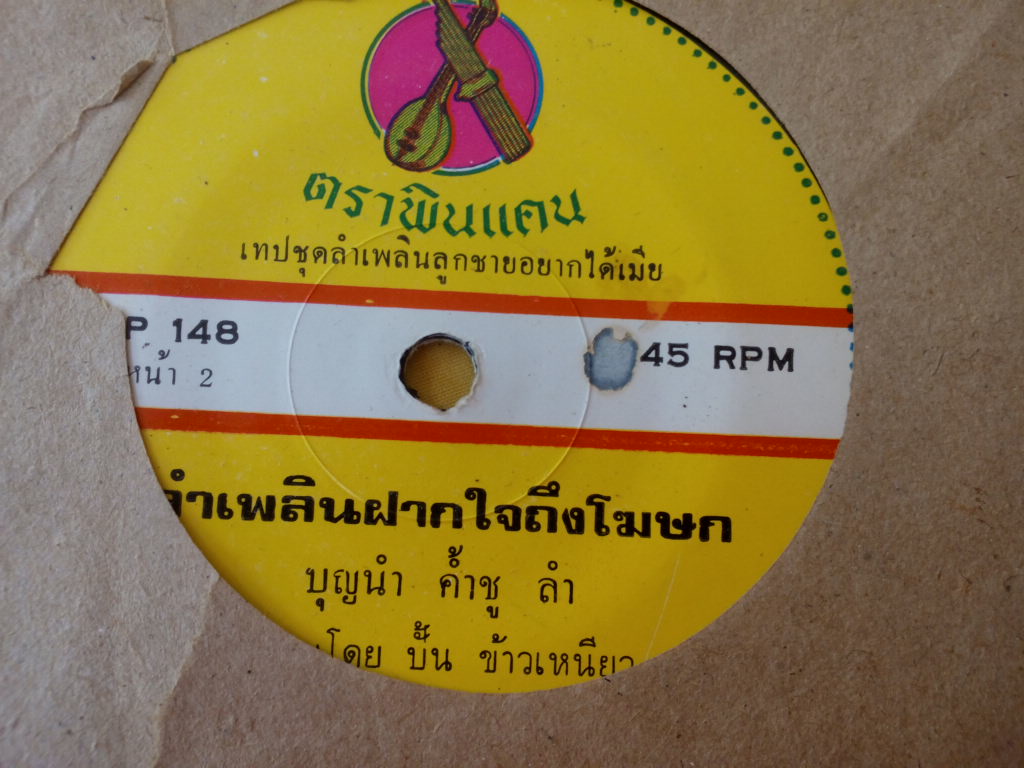 ตราพิณแคน
เทปชุดลำเพลินลูกชายอยากได้เมีย
P 148
45 RPM
หน้า 2
ลำเพลินฝากใจถึงโฆษก
บุญนำ ค้ำชู ลำ
โดย บั้น ข้าวเหนียว